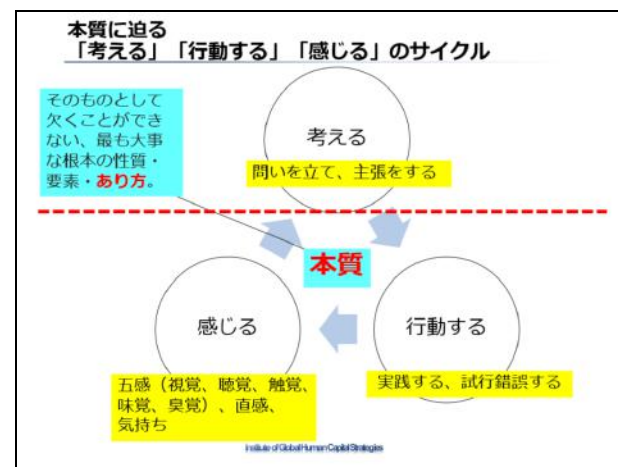 本質に迫る
「考える」「行動する」「感じる」のサイクル
そのものとして
欠くことができ
ない、最も大事
な根本の性質・
要素・あり方。
考える
問いを立て、主張をする
本質
感じる
行動する
五感（視覚、聴覚、触覚、
味覚、臭覚）、直感、
気持ち
実践する、試行錯誤する
Institute of Global Human Capital Strategies